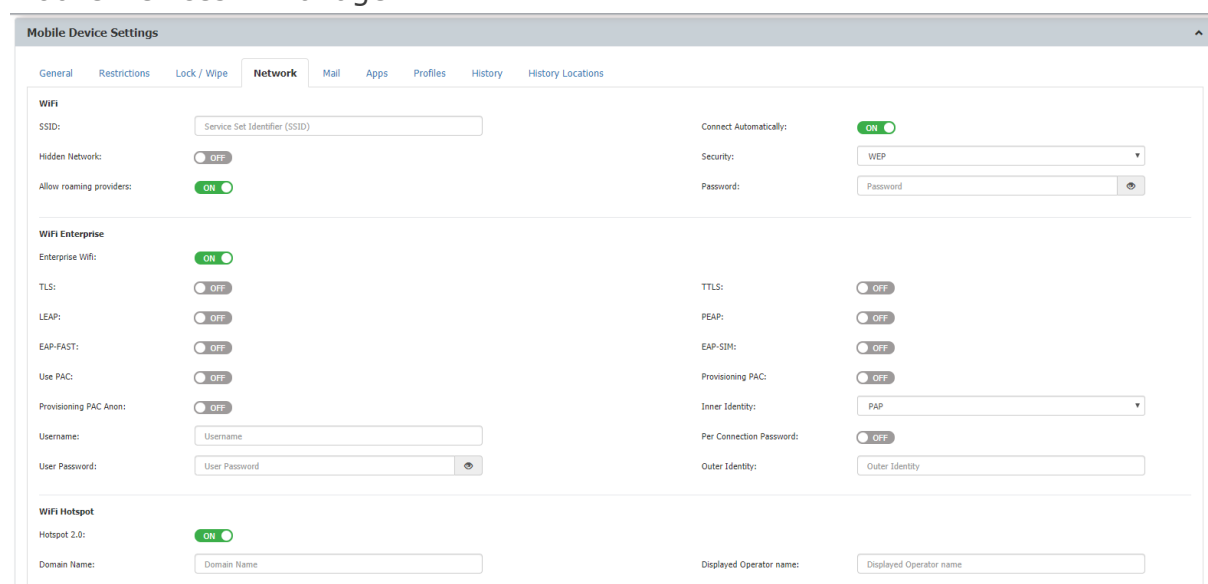 Mobile Device Settings
General Restrictions Lock / Wipe Network Mail Apps Profiles History History Locations
WiFi
SSID: Service Set Identifier (SSID) Connect Automatically: ON
Hidden Network: OFF Security: WEP
Allow roaming providers: ON Password: Password
WiFi Enterprise
Enterprise Wifi: ON
TLS: OFF TTLS: OFF
LEAP: OFF PEAP: OFF
EAP-FAST: OFF EAP-SIM: OFF
Use PAC: OFF Provisioning PAC: OFF
Provisioning PAC Anon: OFF Inner Identity: PAP
Username: Username Per Connection Password: OFF
User Password: User Password Outer Identity: Outer Identity
WiFi Hotspot
Hotspot 2.0: ON
Domain Name: Domain Name Displayed Operator name: Displayed Operator name